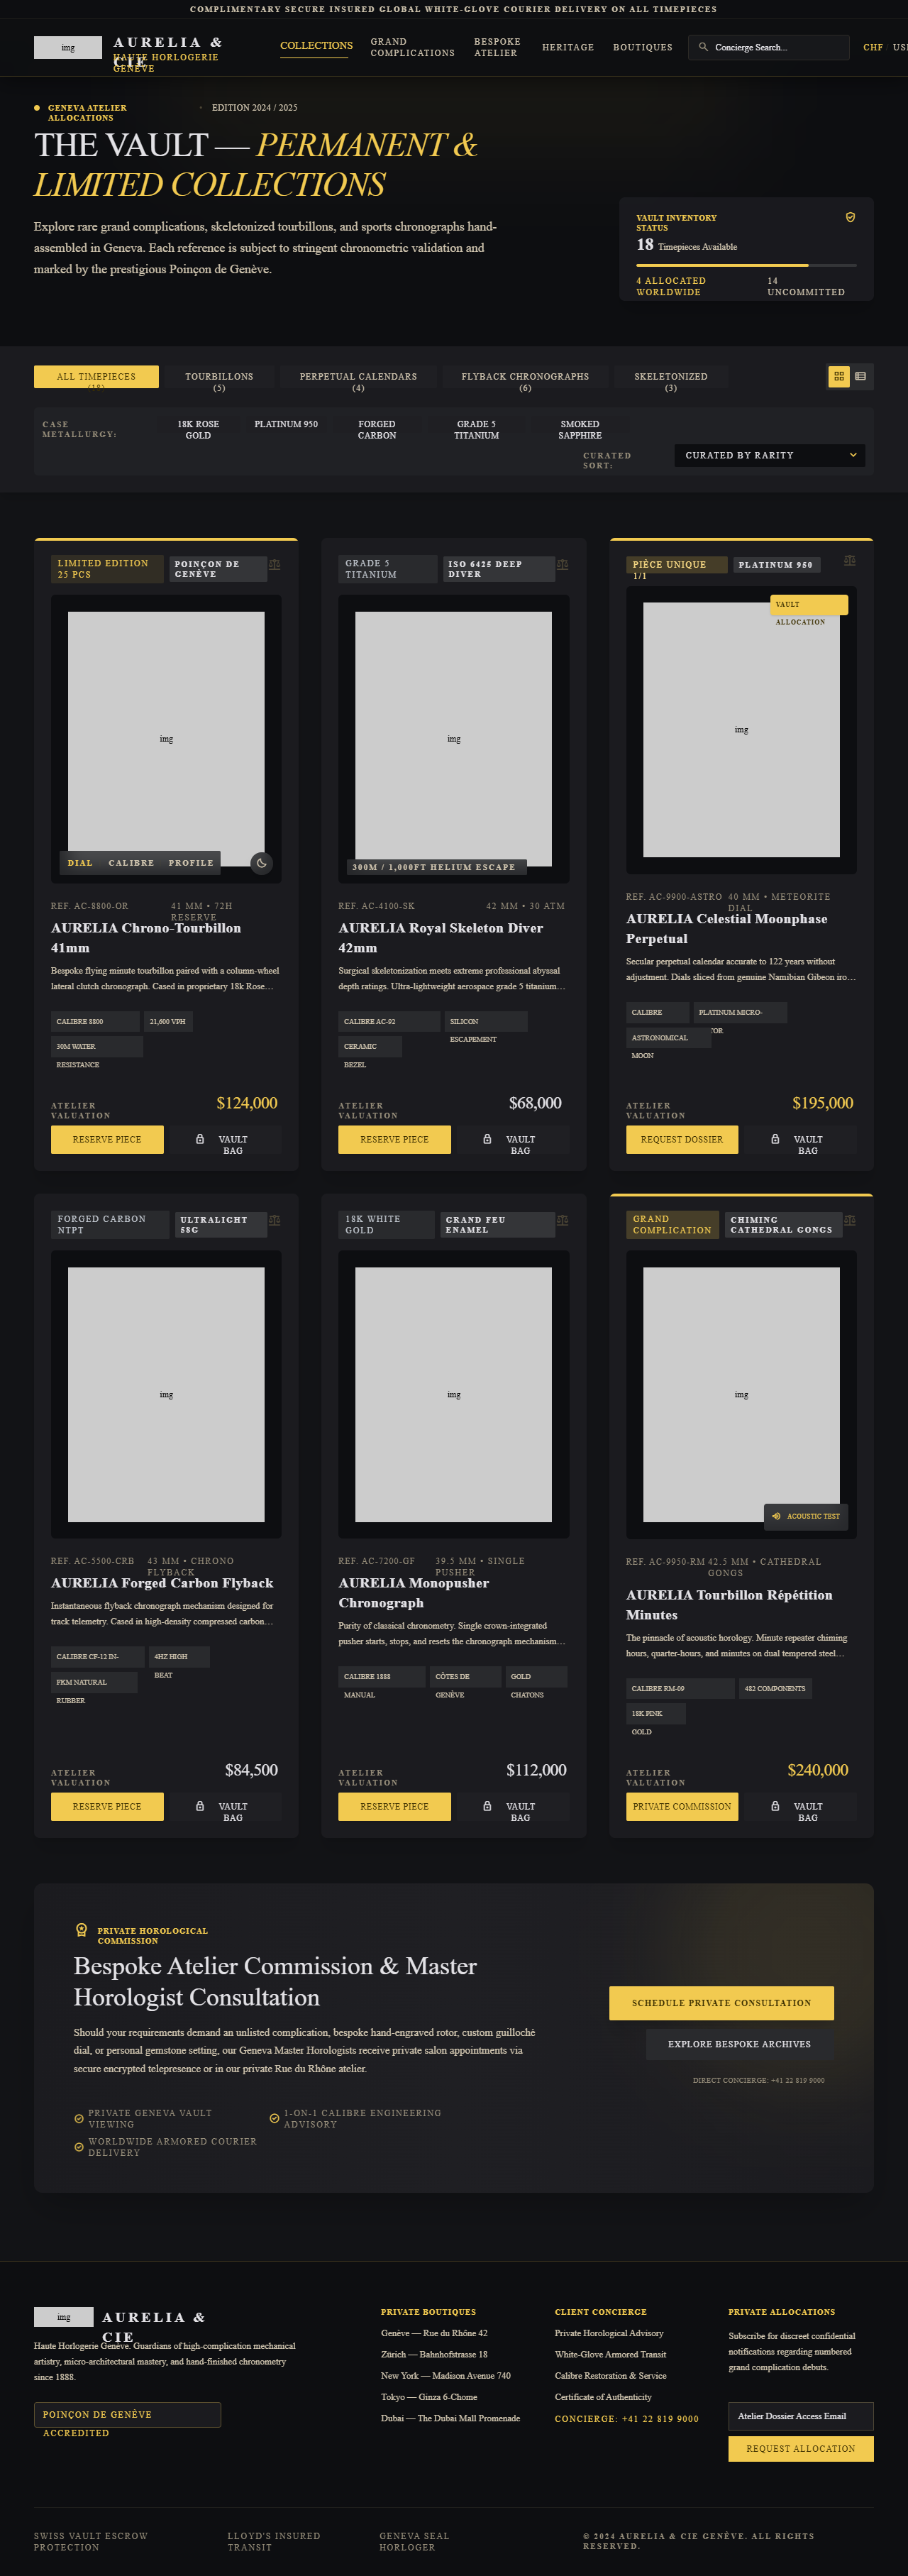 COMPLIMENTARY SECURE INSURED GLOBAL WHITE-GLOVE COURIER DELIVERY ON ALL TIMEPIECES
img
AURELIA &
CIE
HAUTE HORLOGERIE
GENÈVE
COLLECTIONS
GRAND
COMPLICATIONS
BESPOKE
ATELIER
HERITAGE
BOUTIQUES
Concierge Search...
CHF
GENEVA ATELIER
ALLOCATIONS
EDITION 2024 / 2025
THE VAULT — PERMANENT &
LIMITED COLLECTIONS
Explore rare grand complications, skeletonized tourbillons, and sports chronographs hand-
assembled in Geneva. Each reference is subject to stringent chronometric validation and
marked by the prestigious Poinçon de Genève.
VAULT INVENTORY
STATUS
18 Timepieces Available
4 ALLOCATED
WORLDWIDE
14
UNCOMMITTED
ALL TIMEPIECES
(18)
TOURBILLONS
(5)
PERPETUAL CALENDARS
(4)
FLYBACK CHRONOGRAPHS
(6)
SKELETONIZED
(3)
CASE
METALLURGY:
18K ROSE
GOLD
PLATINUM 950
FORGED
CARBON
GRADE 5
TITANIUM
SMOKED
SAPPHIRE
CURATED
SORT:
CURATED BY RARITY
LIMITED EDITION
25 PCS
POINÇON DE
GENÈVE
img
DIAL CALIBRE PROFILE
REF. AC-8800-OR
41 MM • 72H
RESERVE
AURELIA Chrono-Tourbillon
41mm
Bespoke flying minute tourbillon paired with a column-wheel
lateral clutch chronograph. Cased in proprietary 18k Rose…
CALIBRE 8800
21,600 VPH
30M WATER
RESISTANCE
ATELIER
VALUATION
$124,000
RESERVE PIECE
VAULT
BAG
GRADE 5
TITANIUM
ISO 6425 DEEP
DIVER
img
300M / 1,000FT HELIUM ESCAPE
REF. AC-4100-SK
42 MM • 30 ATM
AURELIA Royal Skeleton Diver
42mm
Surgical skeletonization meets extreme professional abyssal
depth ratings. Ultra-lightweight aerospace grade 5 titanium…
CALIBRE AC-92
SILICON
ESCAPEMENT
CERAMIC
BEZEL
ATELIER
VALUATION
$68,000
RESERVE PIECE
VAULT
BAG
PIÈCE UNIQUE
1/1
PLATINUM 950
VAULT
ALLOCATION
img
REF. AC-9900-ASTRO
40 MM • METEORITE
DIAL
AURELIA Celestial Moonphase
Perpetual
Secular perpetual calendar accurate to 122 years without
adjustment. Dials sliced from genuine Namibian Gibeon iro…
CALIBRE
PLATINUM MICRO-
ASTRONOMICAL
MOON
ATELIER
VALUATION
$195,000
REQUEST DOSSIER
VAULT
BAG
FORGED CARBON
NTPT
ULTRALIGHT
58G
img
REF. AC-5500-CRB
43 MM • CHRONO
FLYBACK
AURELIA Forged Carbon Flyback
Instantaneous flyback chronograph mechanism designed for
track telemetry. Cased in high-density compressed carbon…
CALIBRE CF-12 IN-
4HZ HIGH
BEAT
FKM NATURAL
RUBBER
ATELIER
VALUATION
$84,500
RESERVE PIECE
VAULT
BAG
18K WHITE
GOLD
GRAND FEU
ENAMEL
img
REF. AC-7200-GF
39.5 MM • SINGLE
PUSHER
AURELIA Monopusher
Chronograph
Purity of classical chronometry. Single crown-integrated
pusher starts, stops, and resets the chronograph mechanism…
CALIBRE 1888
MANUAL
CÔTES DE
GENÈVE
GOLD
CHATONS
ATELIER
VALUATION
$112,000
RESERVE PIECE
VAULT
BAG
GRAND
COMPLICATION
CHIMING
CATHEDRAL GONGS
img
ACOUSTIC TEST
REF. AC-9950-RM
42.5 MM • CATHEDRAL
GONGS
AURELIA Tourbillon Répétition
Minutes
The pinnacle of acoustic horology. Minute repeater chiming
hours, quarter-hours, and minutes on dual tempered steel…
CALIBRE RM-09
482 COMPONENTS
18K PINK
GOLD
ATELIER
VALUATION
$240,000
PRIVATE COMMISSION
VAULT
BAG
PRIVATE HOROLOGICAL
COMMISSION
Bespoke Atelier Commission & Master
Horologist Consultation
Should your requirements demand an unlisted complication, bespoke hand-engraved rotor, custom guilloché
dial, or personal gemstone setting, our Geneva Master Horologists receive private salon appointments via
secure encrypted telepresence or in our private Rue du Rhône atelier.
PRIVATE GENEVA VAULT
VIEWING
1-ON-1 CALIBRE ENGINEERING
ADVISORY
WORLDWIDE ARMORED COURIER
DELIVERY
SCHEDULE PRIVATE CONSULTATION
EXPLORE BESPOKE ARCHIVES
DIRECT CONCIERGE: +41 22 819 9000
img
AURELIA &
CIE
Haute Horlogerie Genève. Guardians of high-complication mechanical
artistry, micro-architectural mastery, and hand-finished chronometry
since 1888.
POINÇON DE GENÈVE
ACCREDITED
PRIVATE BOUTIQUES
Genève — Rue du Rhône 42
Zürich — Bahnhofstrasse 18
New York — Madison Avenue 740
Tokyo — Ginza 6-Chome
Dubai — The Dubai Mall Promenade
CLIENT CONCIERGE
Private Horological Advisory
White-Glove Armored Transit
Calibre Restoration & Service
Certificate of Authenticity
CONCIERGE: +41 22 819 9000
PRIVATE ALLOCATIONS
Subscribe for discreet confidential
notifications regarding numbered
grand complication debuts.
Atelier Dossier Access Email
REQUEST ALLOCATION
SWISS VAULT ESCROW
PROTECTION
LLOYD'S INSURED
TRANSIT
GENEVA SEAL
HORLOGER
© 2024 AURELIA & CIE GENÈVE. ALL RIGHTS
RESERVED.